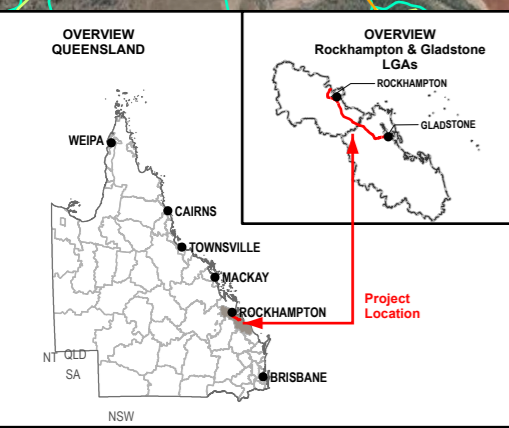 OVERVIEW
QUEENSLAND
OVERVIEW
Rockhampton & Gladstone
LGAs
ROCKHAMPTON
GLADSTONE
WEIPA
CAIRNS
TOWNSVILLE
MACKAY
ROCKHAMPTON
Project
Location
NT QLD
SA
BRISBANE
NSW